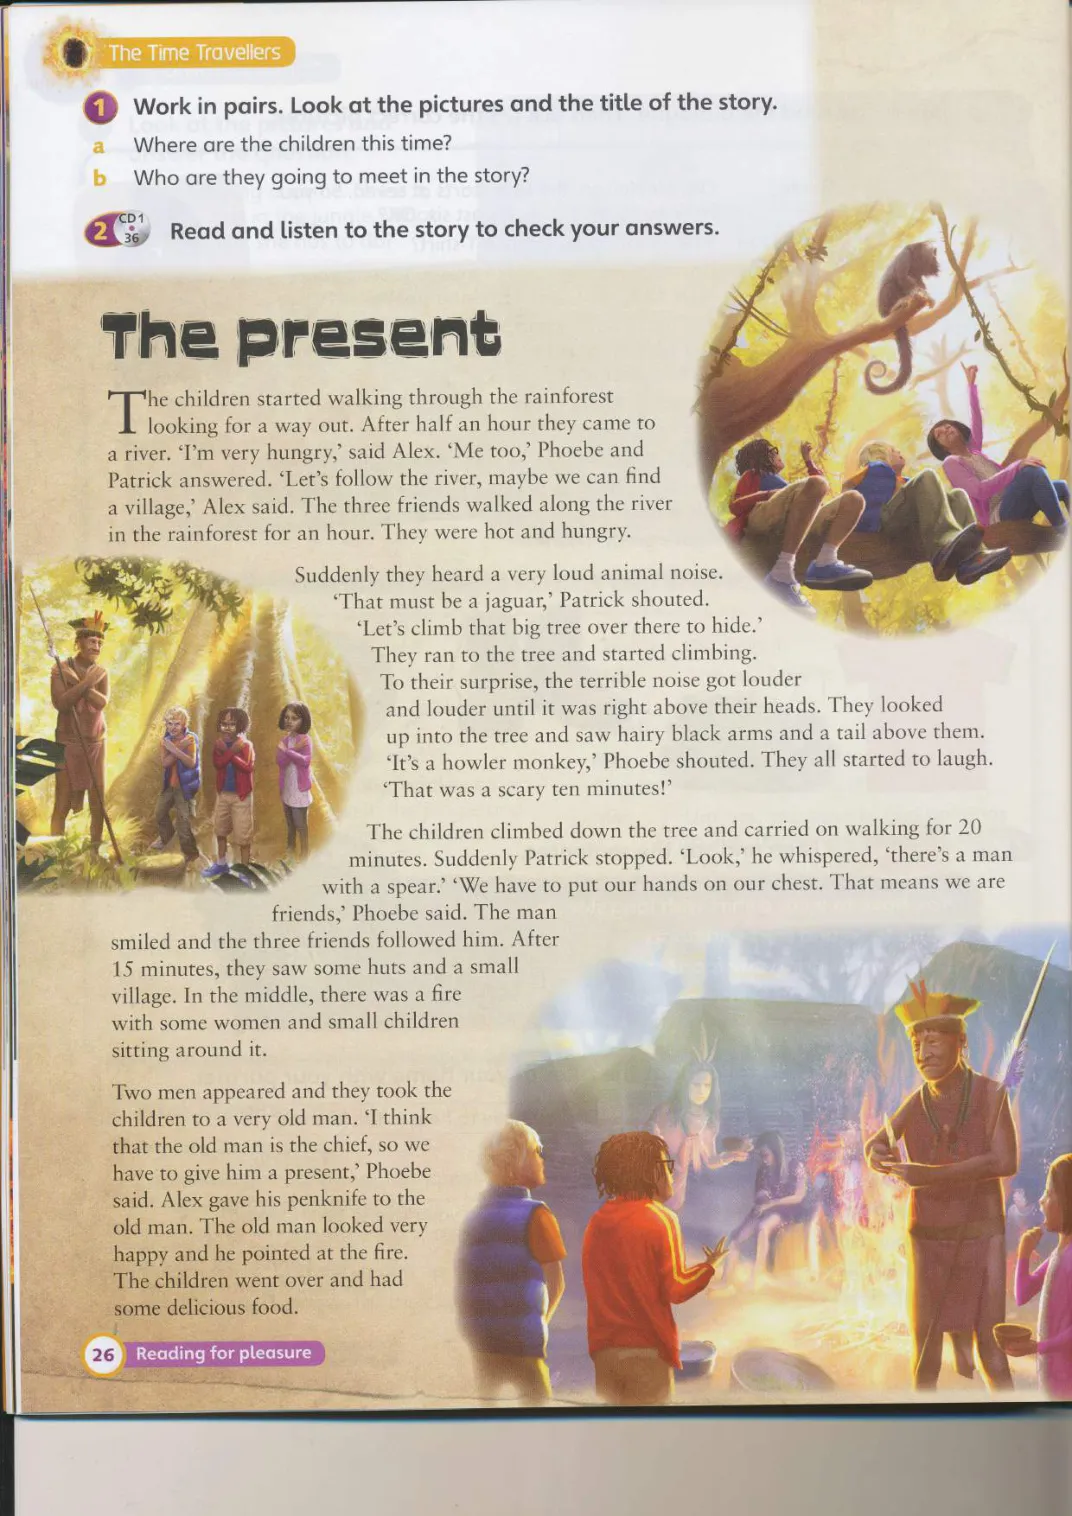 The Time Travellers
1 Work in pairs. Look at the pictures and the title of the story.
a Where are the children this time?
b Who are they going to meet in the story?
2 CD1 36 Read and listen to the story to check your answers.
The present
The children started walking through the rainforest
looking for a way out. After half an hour they came to
a river. ‘I’m very hungry,’ said Alex. ‘Me too,’ Phoebe and
Patrick answered. ‘Let’s follow the river, maybe we can find
a village,’ Alex said. The three friends walked along the river
in the rainforest for an hour. They were hot and hungry.
Suddenly they heard a very loud animal noise.
‘That must be a jaguar,’ Patrick shouted.
‘Let’s climb that big tree over there to hide.’
They ran to the tree and started climbing.
To their surprise, the terrible noise got louder
and louder until it was right above their heads. They looked
up into the tree and saw hairy black arms and a tail above them.
‘It’s a howler monkey,’ Phoebe shouted. They all started to laugh.
‘That was a scary ten minutes!’
The children climbed down the tree and carried on walking for 20
minutes. Suddenly Patrick stopped. ‘Look,’ he whispered, ‘there’s a man
with a spear.’ ‘We have to put our hands on our chest. That means we are
friends,’ Phoebe said. The man
smiled and the three friends followed him. After
15 minutes, they saw some huts and a small
village. In the middle, there was a fire
with some women and small children
sitting around it.
Two men appeared and they took the
children to a very old man. ‘I think
that the old man is the chief, so we
have to give him a present,’ Phoebe
said. Alex gave his penknife to the
old man. The old man looked very
happy and he pointed at the fire.
The children went over and had
some delicious food.
26 Reading for pleasure